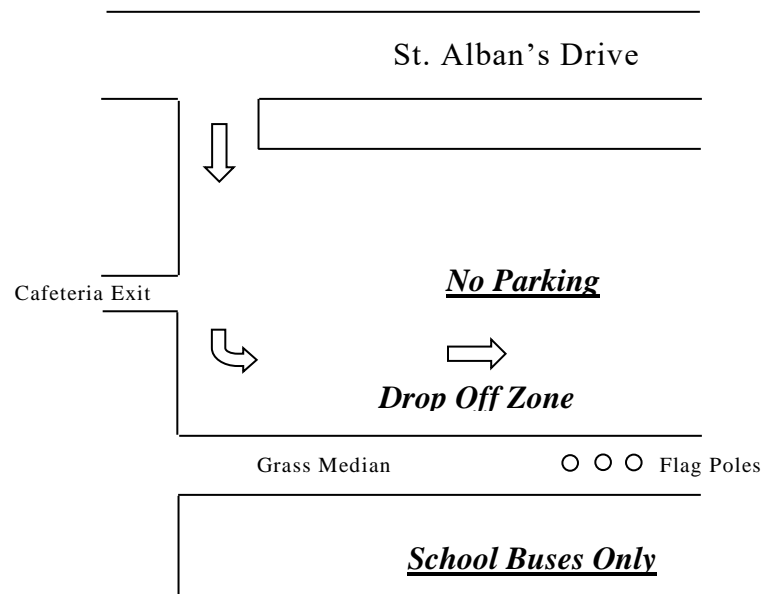 St. Alban’s Drive
No Parking
Cafeteria Exit
Drop Off Zone
Grass Median
Flag Poles
School Buses Only